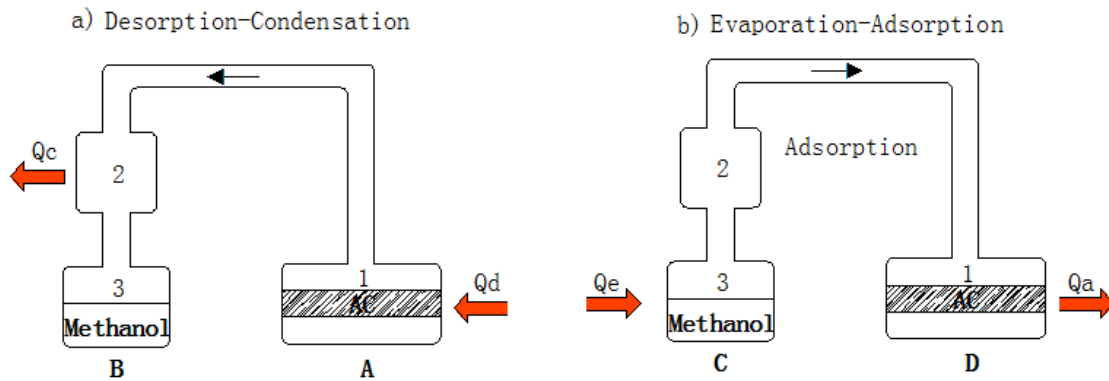 a) Desorption-Condensation
Qc
2
3
Methanol
B
1
AC
Qd
A
b) Evaporation-Adsorption
Adsorption
2
Qe
3
Methanol
C
1
AC
Qa
D